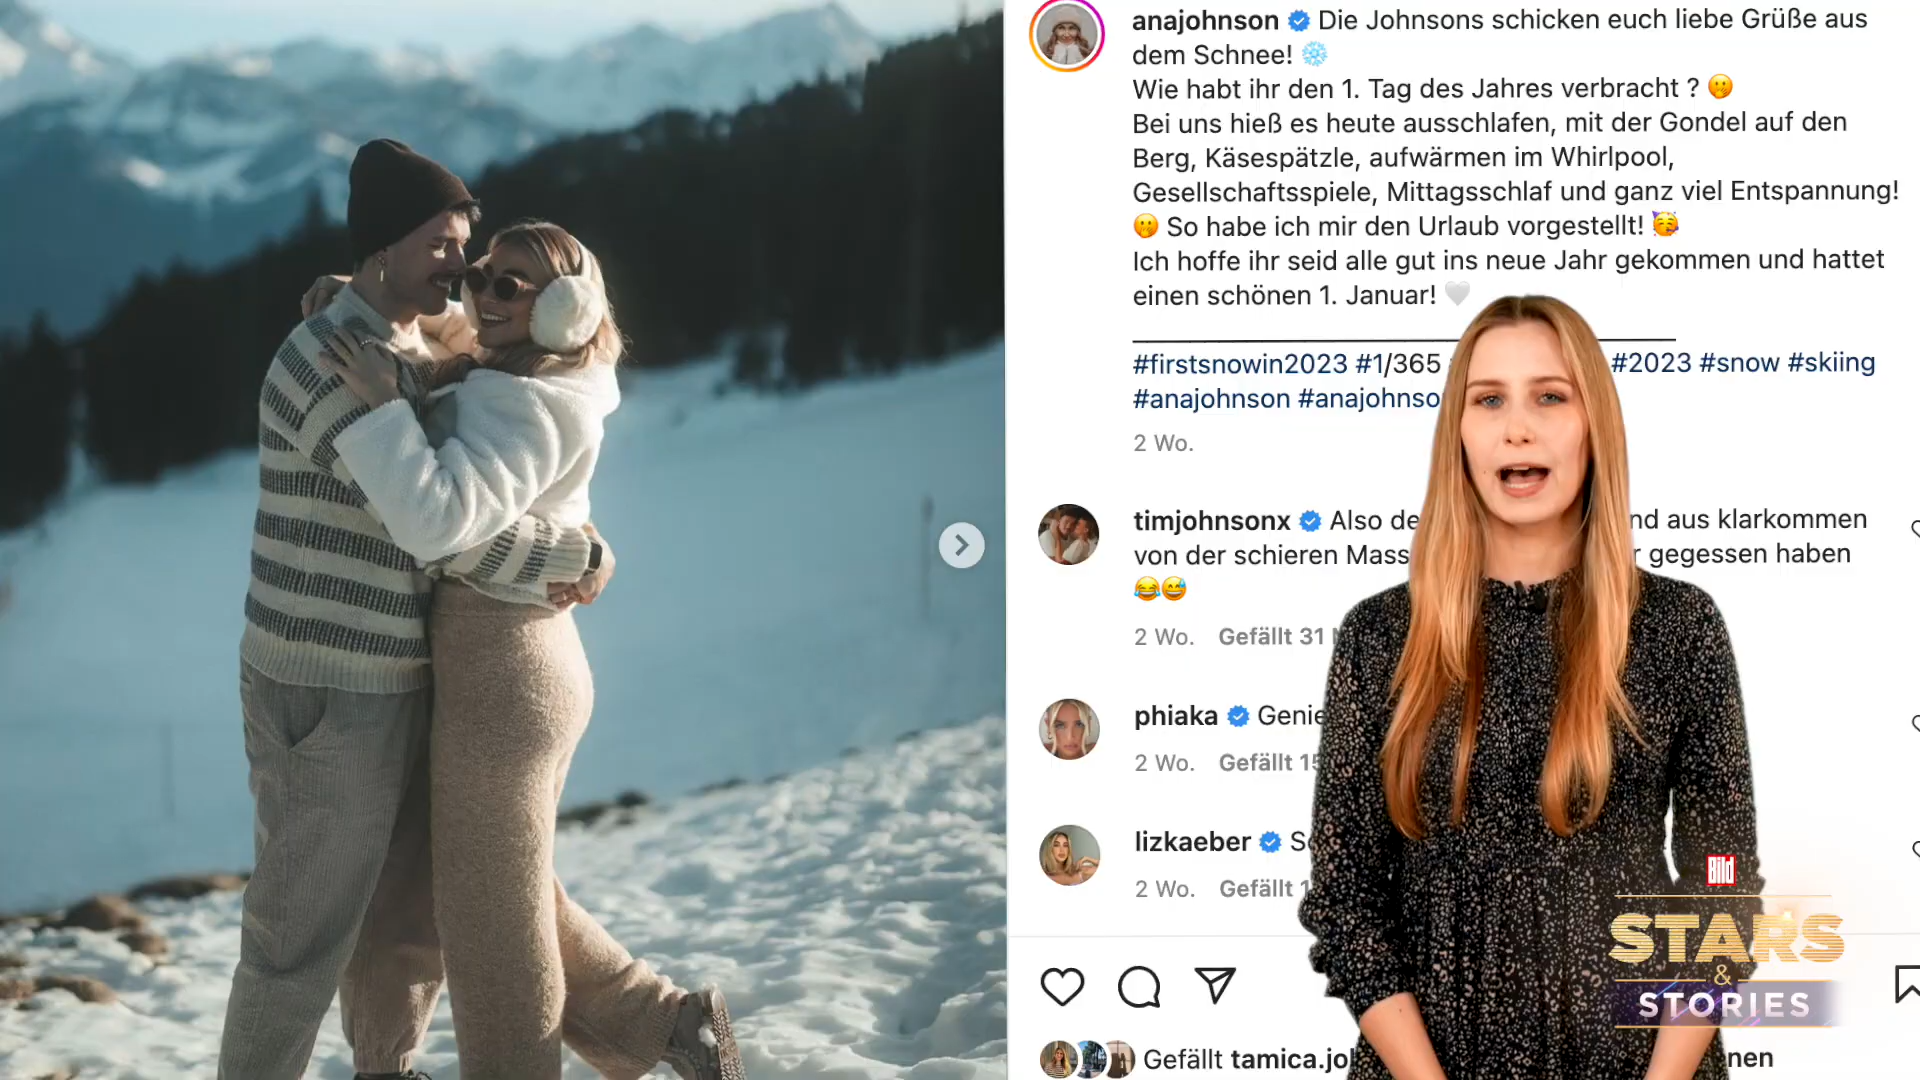 anajohnson Die Johnsons schicken euch liebe Grüße aus
dem Schnee! ❄️
Wie habt ihr den 1. Tag des Jahres verbracht ? 🤭
Bei uns hieß es heute ausschlafen, mit der Gondel auf den
Berg, Käsespätzle, aufwärmen im Whirlpool,
Gesellschaftsspiele, Mittagsschlaf und ganz viel Entspannung!
🤭 So habe ich mir den Urlaub vorgestellt! 🥳
Ich hoffe ihr seid alle gut ins neue Jahr gekommen und hattet
einen schönen 1. Januar! 🤍
#firstsnowin2023 #1/365 #2023 #snow #skiing
#anajohnson
2 Wo.
timjohnsonx Also aus klarkommen
von der schieren gegessen haben
😂😅
2 Wo. Gefällt 31
phiaka
2 Wo. Gefällt
lizkaeber
2 Wo. Gefällt
Gefällt
Bild
STARS
&
STORIES